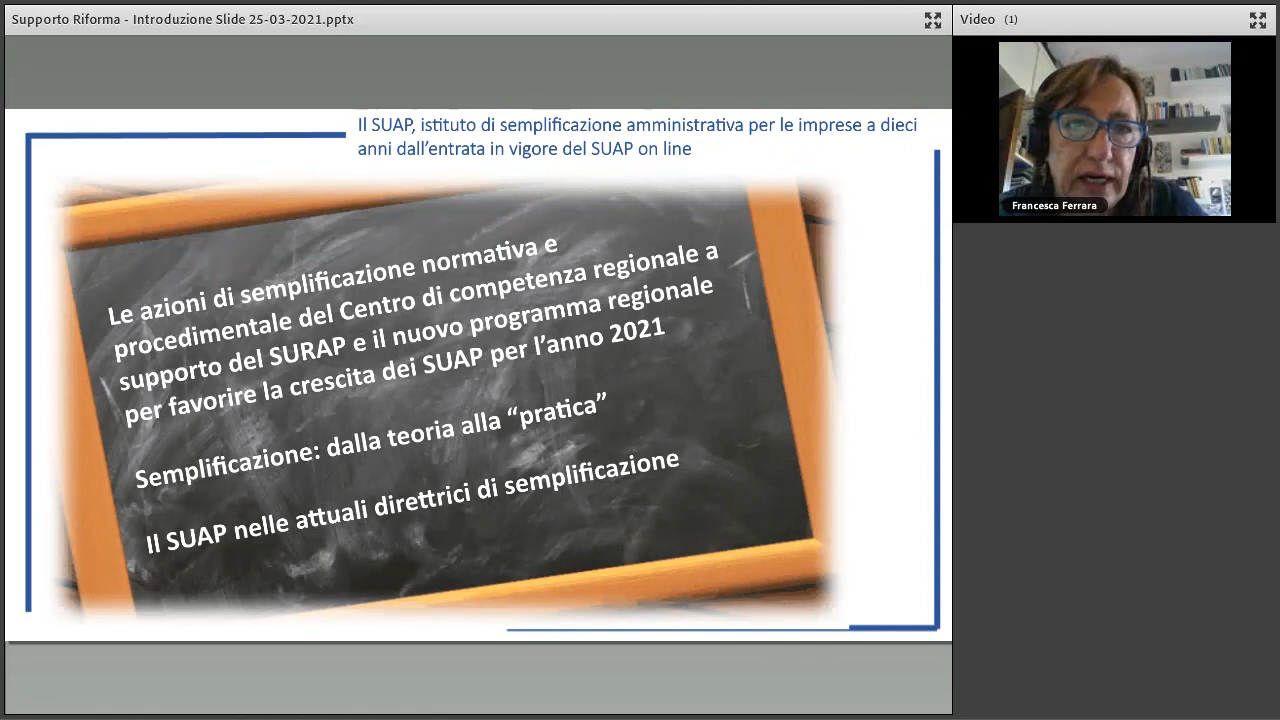 Supporto Riforma - Introduzione Slide 25-03-2021.pptx
Video (1)
Il SUAP, istituto di semplificazione amministrativa per le imprese a dieci
anni dall’entrata in vigore del SUAP on line
Le azioni di semplificazione normativa e
procedimentale del Centro di competenza regionale a
supporto del SURAP e il nuovo programma regionale
per favorire la crescita dei SUAP per l’anno 2021
Semplificazione: dalla teoria alla “pratica”
Il SUAP nelle attuali direttrici di semplificazione
Francesca Ferrara